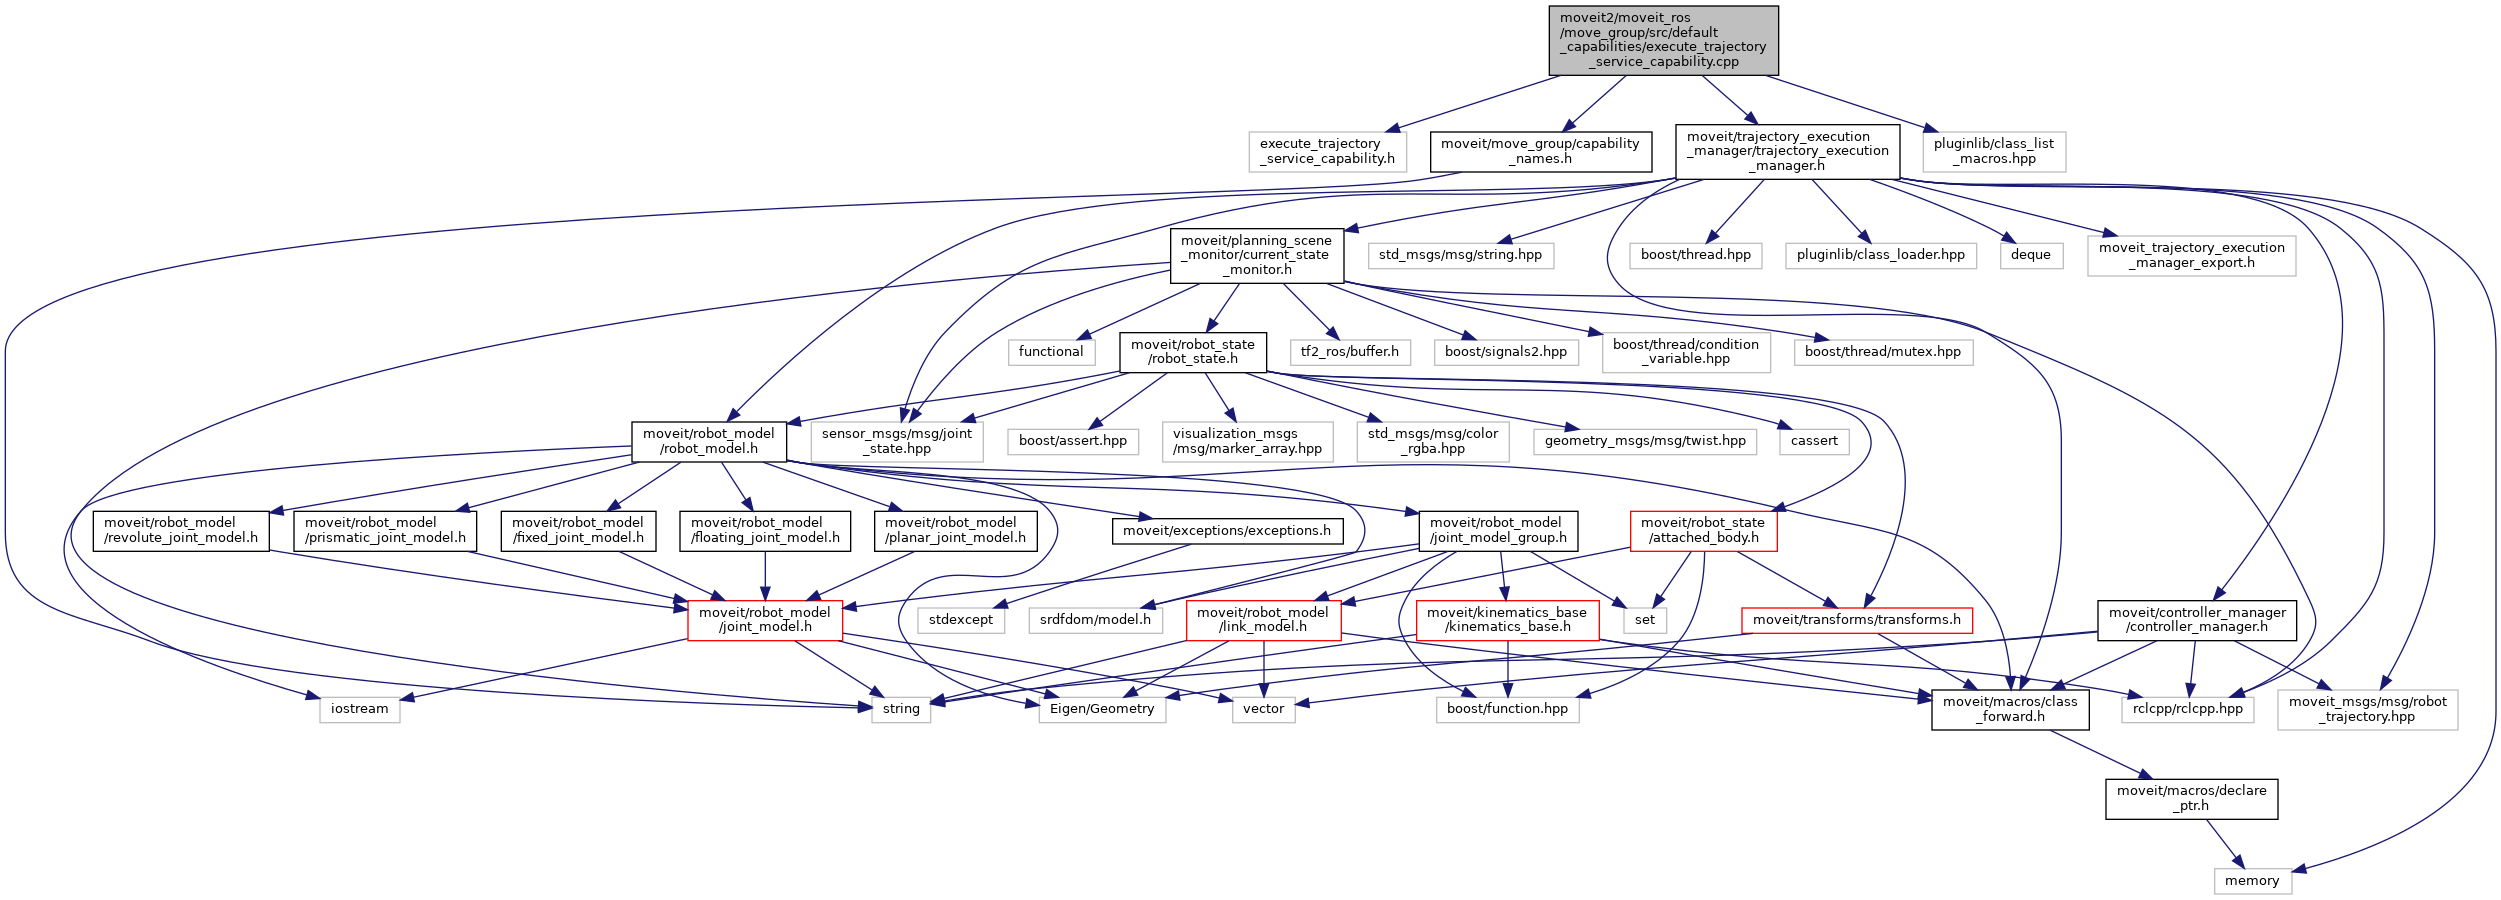 moveit2/moveit_ros
/move_group/src/default
_capabilities/execute_trajectory
_service_capability.cpp
execute_trajectory
_service_capability.h
moveit/move_group/capability
_names.h
moveit/trajectory_execution
_manager/trajectory_execution
_manager.h
pluginlib/class_list
_macros.hpp
moveit/planning_scene
_monitor/current_state
_monitor.h
std_msgs/msg/string.hpp
boost/thread.hpp
pluginlib/class_loader.hpp
deque
moveit_trajectory_execution
_manager_export.h
functional
moveit/robot_state
/robot_state.h
tf2_ros/buffer.h
boost/signals2.hpp
boost/thread/condition
_variable.hpp
boost/thread/mutex.hpp
moveit/robot_model
/robot_model.h
sensor_msgs/msg/joint
_state.hpp
boost/assert.hpp
visualization_msgs
/msg/marker_array.hpp
std_msgs/msg/color
_rgba.hpp
geometry_msgs/msg/twist.hpp
cassert
moveit/robot_model
/revolute_joint_model.h
moveit/robot_model
/prismatic_joint_model.h
moveit/robot_model
/fixed_joint_model.h
moveit/robot_model
/floating_joint_model.h
moveit/robot_model
/planar_joint_model.h
moveit/exceptions/exceptions.h
moveit/robot_model
/joint_model_group.h
moveit/robot_state
/attached_body.h
moveit/robot_model
/joint_model.h
stdexcept
srdfdom/model.h
moveit/robot_model
/link_model.h
moveit/kinematics_base
/kinematics_base.h
set
moveit/transforms/transforms.h
moveit/controller_manager
/controller_manager.h
iostream
string
Eigen/Geometry
vector
boost/function.hpp
moveit/macros/class
_forward.h
rclcpp/rclcpp.hpp
moveit_msgs/msg/robot
_trajectory.hpp
moveit/macros/declare
_ptr.h
memory